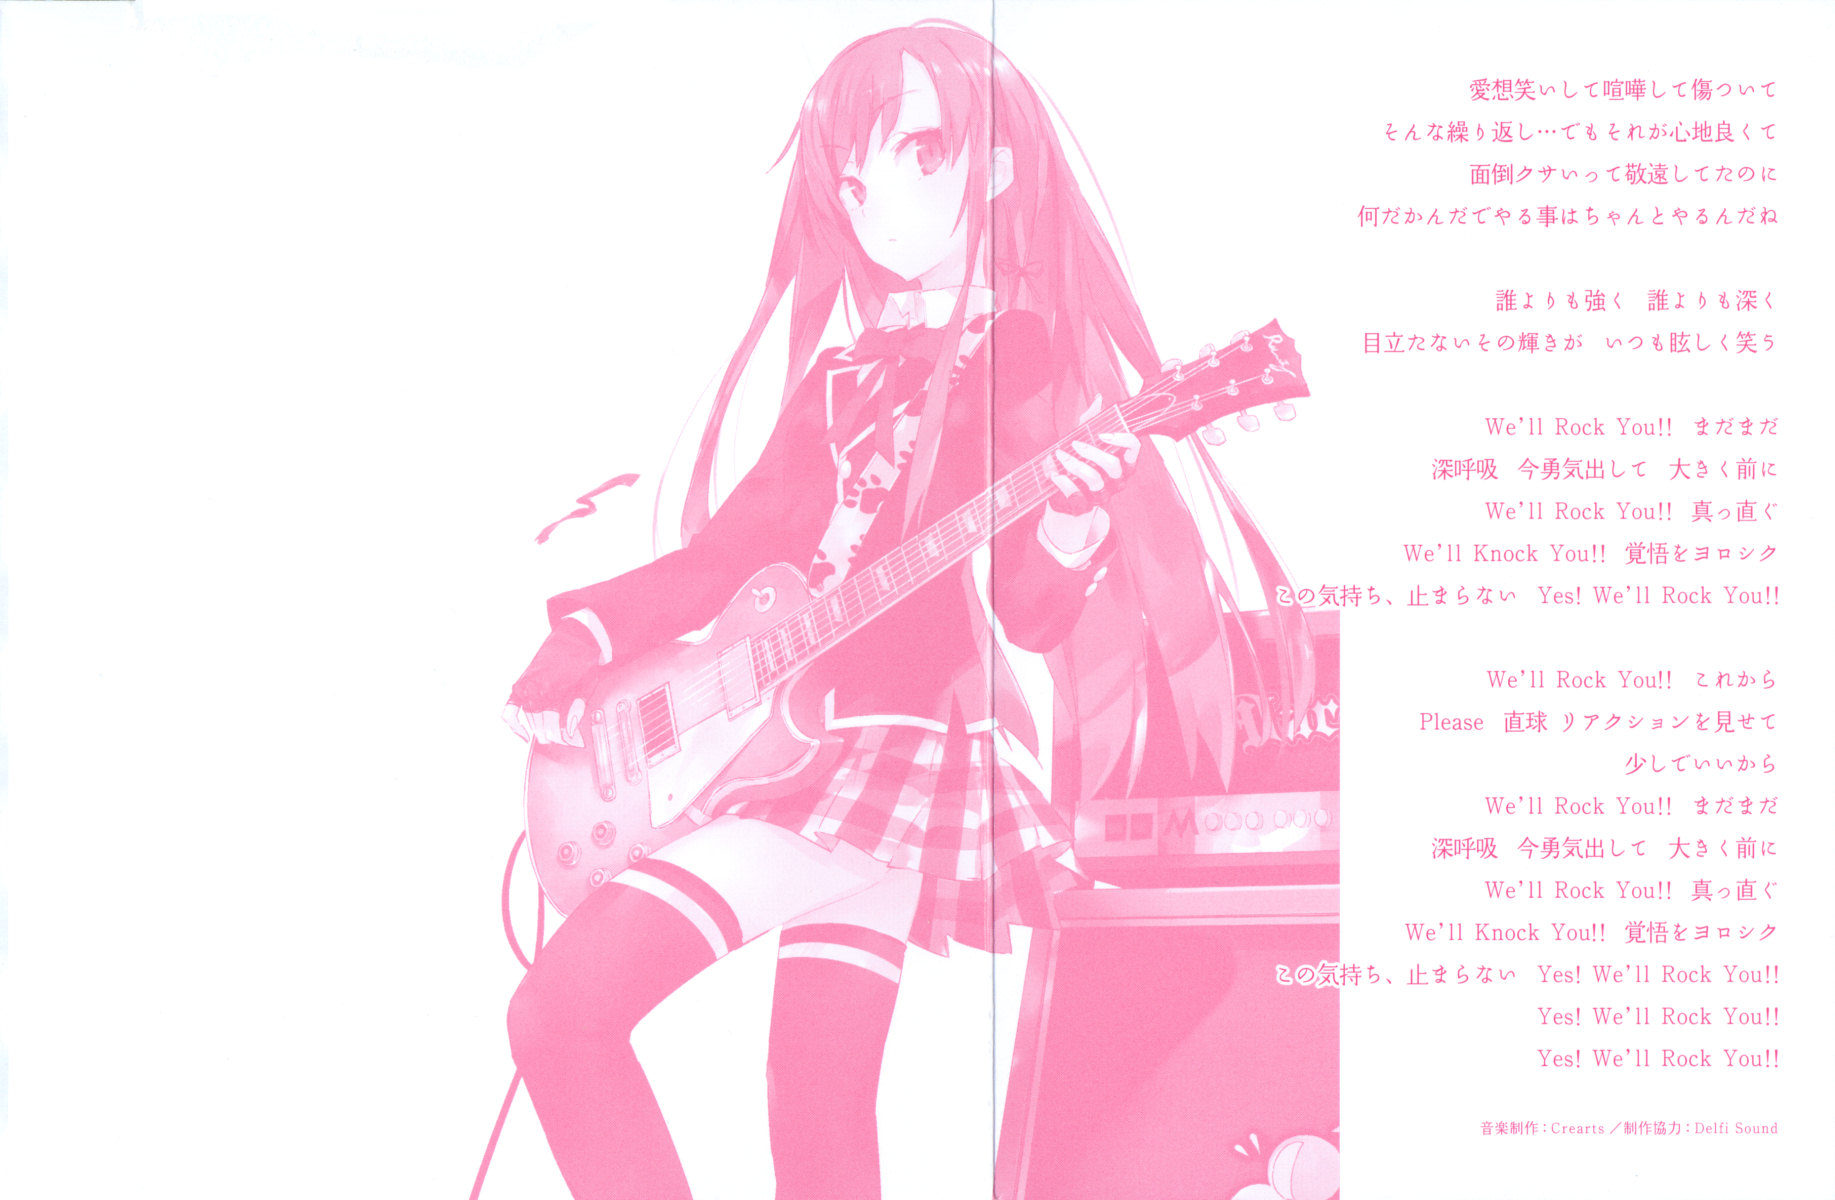 愛想笑いして喧嘩して傷ついて
そんな繰り返し…でもそれが心地良くて
面倒クサいって敬遠してたのに
何だかんだでやる事はちゃんとやるんだね
誰よりも強く 誰よりも深く
目立たないその輝きが いつも眩しく笑う
We'll Rock You!! まだまだ
深呼吸 今勇気出して 大きく前に
We'll Rock You!! 真っ直ぐ
We'll Knock You!! 覚悟をヨロシク
この気持ち、止まらない Yes! We'll Rock You!!
We'll Rock You!! これから
Please 直球 リアクションを見せて
少しでいいから
We'll Rock You!! まだまだ
深呼吸 今勇気出して 大きく前に
We'll Rock You!! 真っ直ぐ
We'll Knock You!! 覚悟をヨロシク
この気持ち、止まらない Yes! We'll Rock You!!
Yes! We'll Rock You!!
Yes! We'll Rock You!!
音楽制作：Crearts／制作協力：Delfi Sound